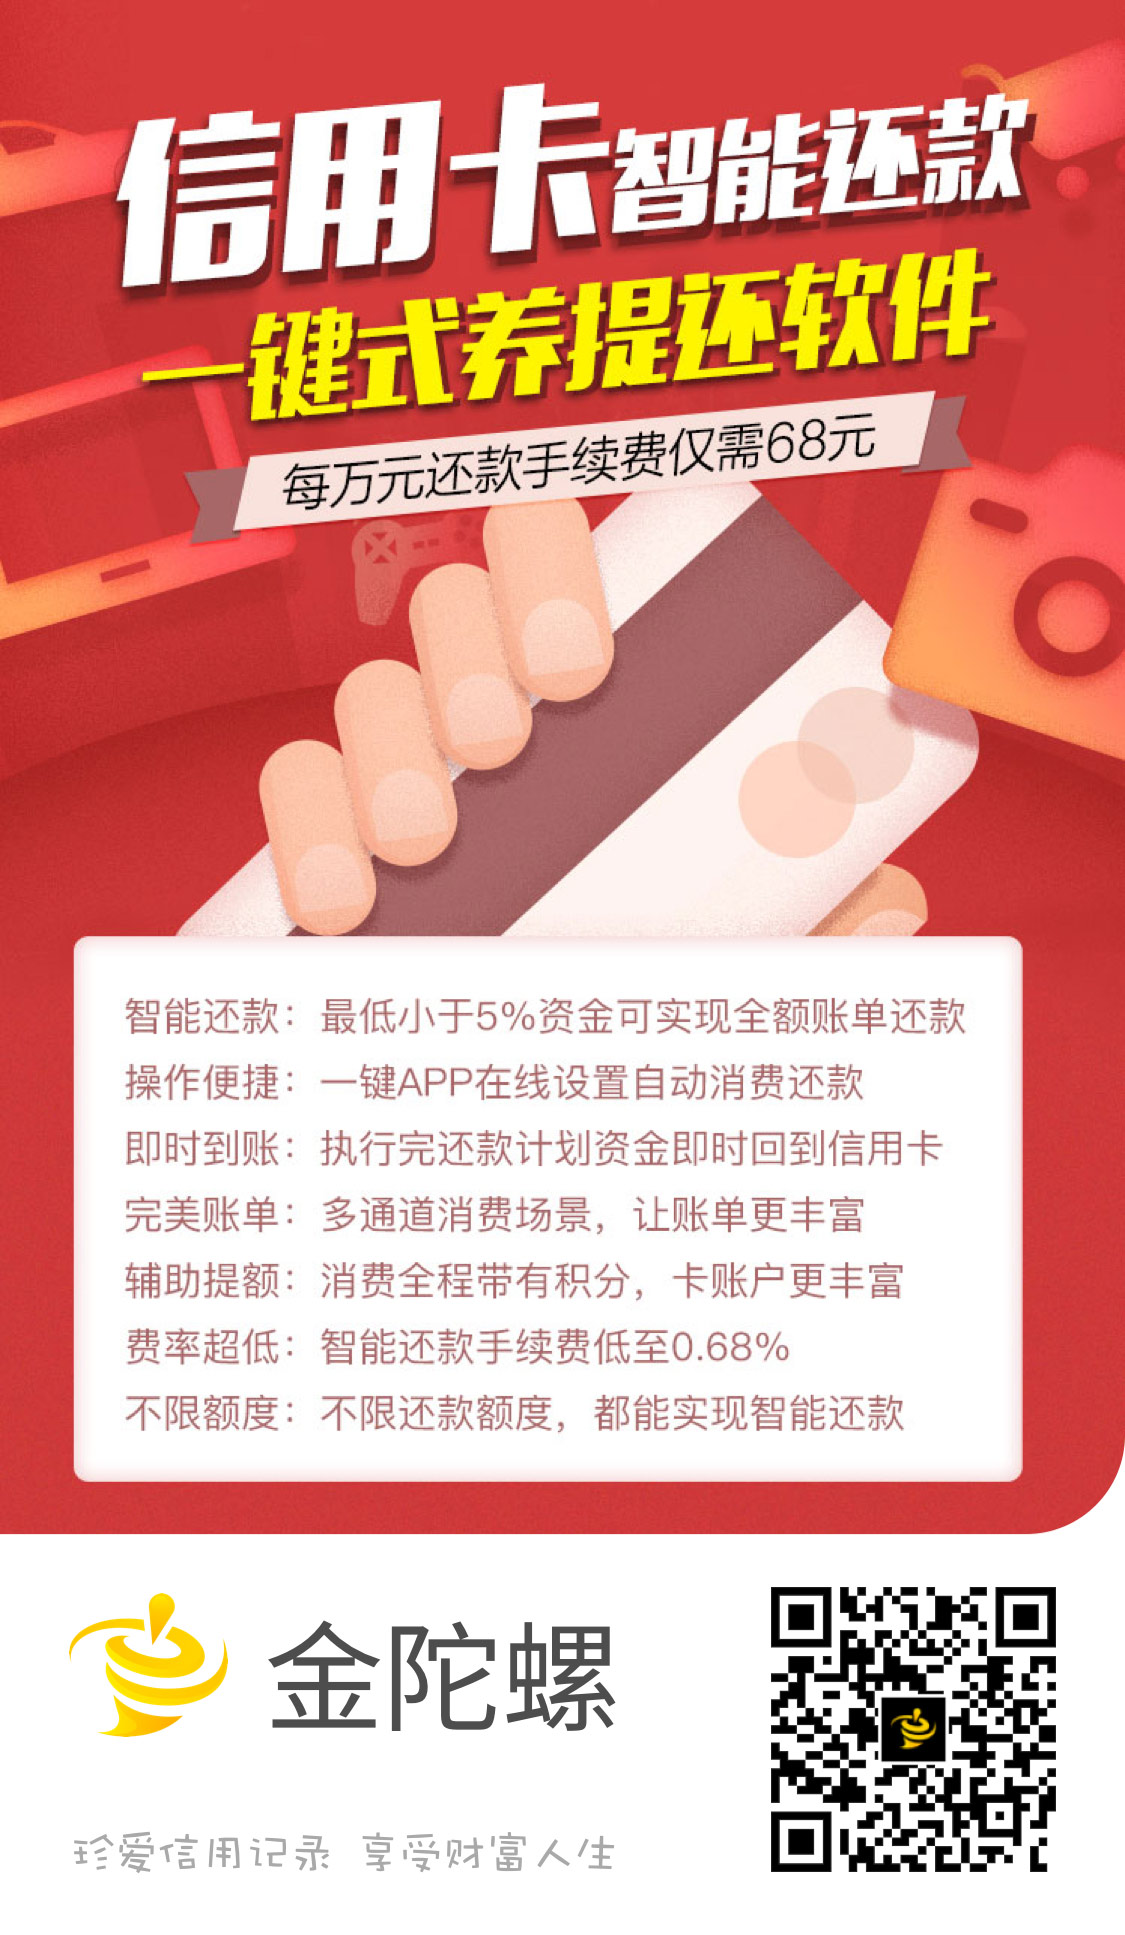 信用卡智能还款
一键式养提还软件
每万元还款手续费仅需68元
智能还款：最低小于5%资金可实现全额账单还款
操作便捷：一键APP在线设置自动消费还款
即时到账：执行完还款计划资金即时回到信用卡
完美账单：多通道消费场景，让账单更丰富
辅助提额：消费全程带有积分，卡账户更丰富
费率超低：智能还款手续费低至0.68%
不限额度：不限还款额度，都能实现智能还款
金陀螺
珍爱信用记录 享受财富人生